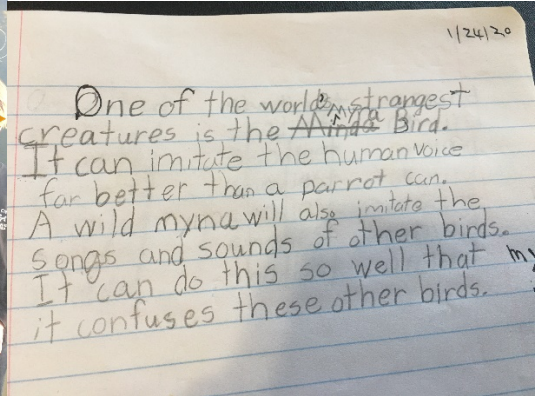 1/24/20
One of the world's strangest
creatures is the Minda Myna Bird.
It can imitate the human voice
far better than a parrot can.
A wild myna will also imitate the
songs and sounds of other birds.
It can do this so well that
it confuses these other birds.
my